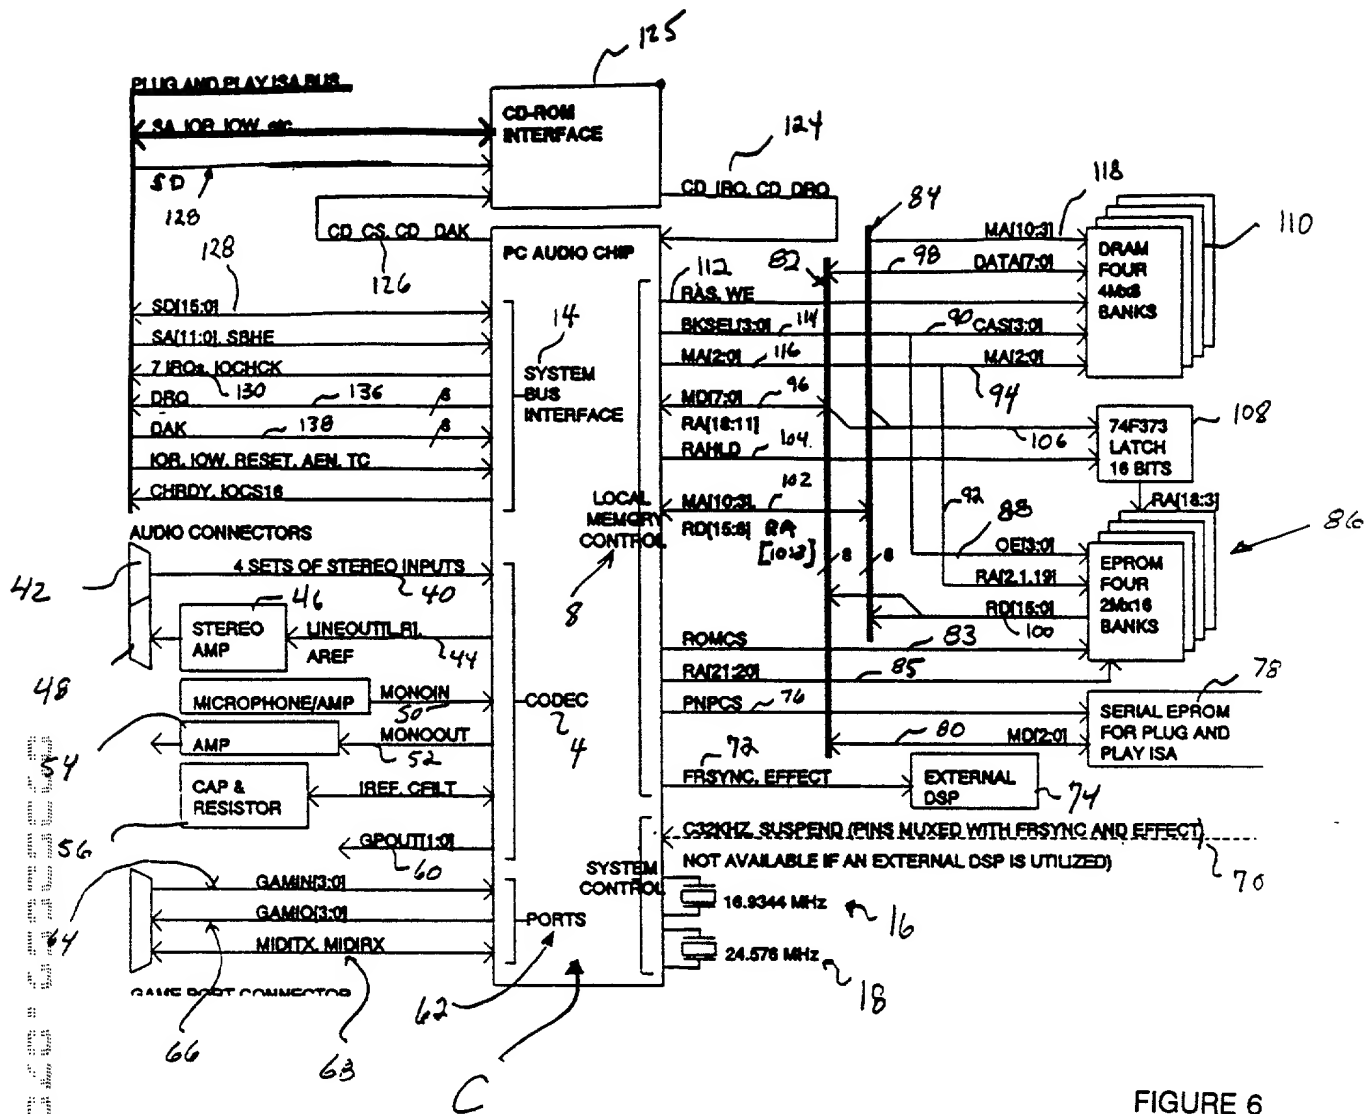 125
PLUG AND PLAY ISA BUS
SA, IOR, IOW, etc
CD-ROM
INTERFACE
124
SD
128
CD_IRQ, CD_DRQ
118
84
110
CD_CS, CD_DAK
126
128
PC AUDIO CHIP
82
MA[10:3]
98
DATA[7:0]
DRAM
FOUR
4Mx8
BANKS
112
RAS, WE
SD[15:0]
BKSEL[3:0]
114
90
CAS[3:0]
SA[11:0], SBHE
14
MA[2:0]
116
MA[2:0]
94
7 IRQs, IOCHCK
130
SYSTEM
BUS
INTERFACE
DRQ
136
8
MD[7:0]
96
RA[18:11]
108
DAK
138
8
RAHLD
104
106
74F373
LATCH
16 BITS
IOR, IOW, RESET, AEN, TC
CHRDY, IOCS16
LOCAL
MEMORY
CONTROL
MA[10:3],
102
RD[15:8]
RA
[10:3]
8
8
92
88
RA[18:3]
86
AUDIO CONNECTORS
OE[3:0]
EPROM
FOUR
2Mx16
BANKS
42
4 SETS OF STEREO INPUTS
40
8
RA[2,1,19]
46
STEREO
AMP
LINEOUT[L,R],
AREF
44
RD[15:0]
100
ROMCS
83
48
RA[21:20]
85
78
MICROPHONE/AMP
MONOIN
50
CODEC
4
PNPCS
76
SERIAL EPROM
FOR PLUG AND
PLAY ISA
54
AMP
MONOOUT
52
80
MD[2:0]
72
FRSYNC, EFFECT
EXTERNAL
DSP
74
CAP &
RESISTOR
IREF, CFILT
56
GPOUT[1:0]
60
C32KHZ, SUSPEND (PINS MUXED WITH FRSYNC AND EFFECT)
NOT AVAILABLE IF AN EXTERNAL DSP IS UTILIZED)
70
SYSTEM
CONTROL
64
GAMIN[3:0]
16.9344 MHz
16
GAMIO[3:0]
PORTS
MIDITX, MIDIRX
24.576 MHz
18
GAME PORT CONNECTOR
62
66
68
C
FIGURE 6